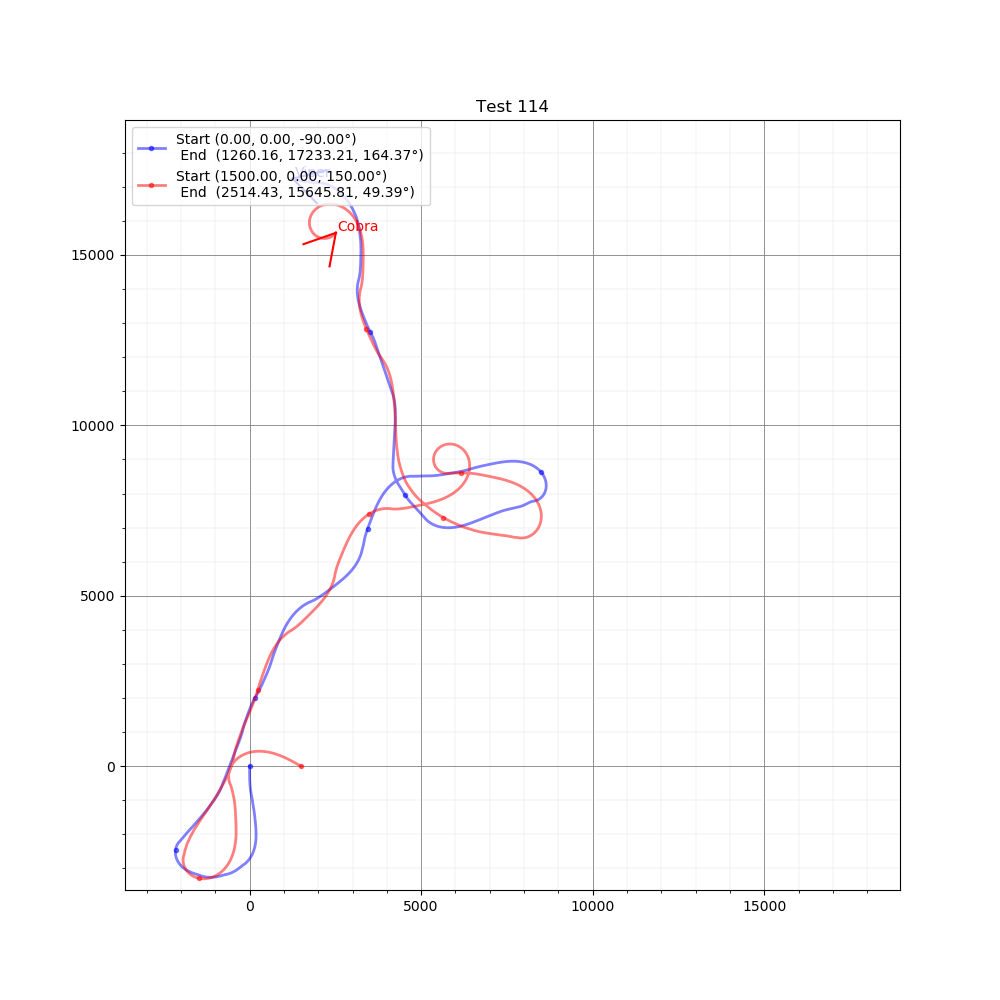 Test 114
Start (0.00, 0.00, -90.00°)
End (1260.16, 17233.21, 164.37°)
Start (1500.00, 0.00, 150.00°)
End (2514.43, 15645.81, 49.39°)
Cobra
15000
10000
5000
0
0 5000 10000 15000